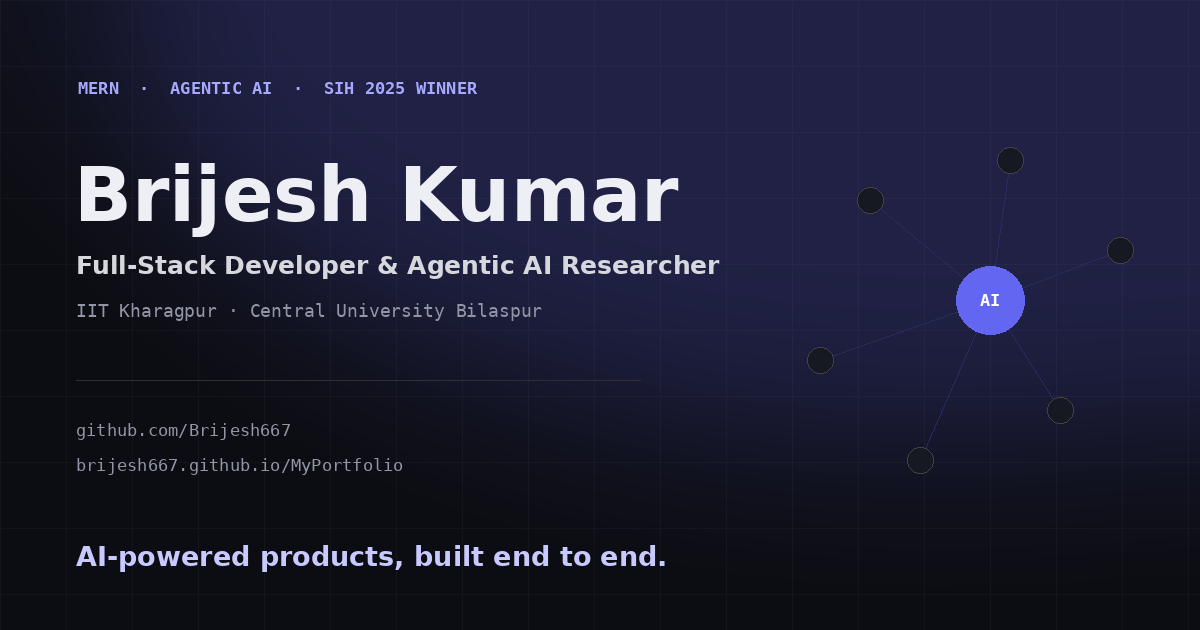 MERN · AGENTIC AI · SIH 2025 WINNER
Brijesh Kumar
Full-Stack Developer & Agentic AI Researcher
IIT Kharagpur · Central University Bilaspur
github.com/Brijesh667
brijesh667.github.io/MyPortfolio
AI-powered products, built end to end.
AI